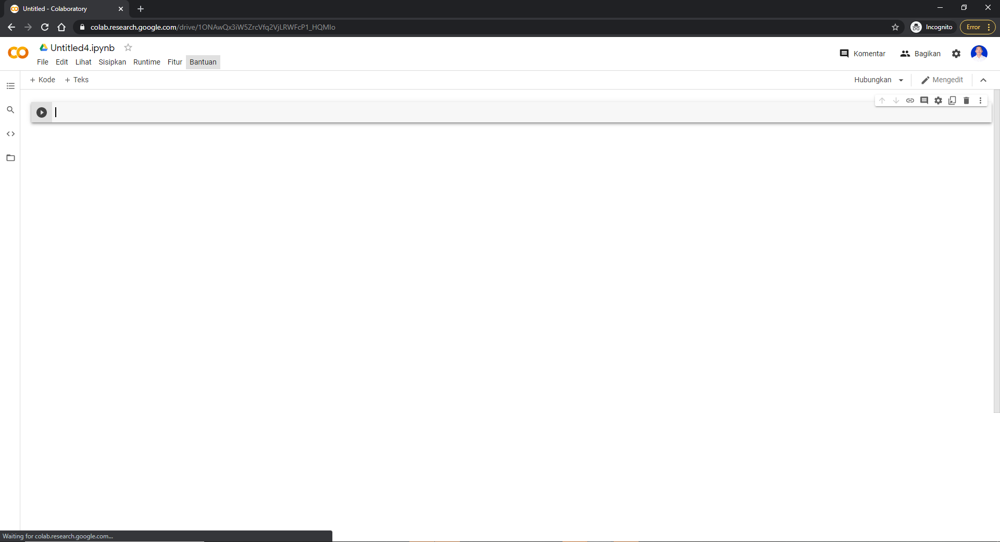 Untitled - Colaboratory
colab.research.google.com/drive/1ONAwQx3iW5ZrcVfq2VjLRWFcP1_HQMIo
Incognito
Error
Untitled4.ipynb
File Edit Lihat Sisipkan Runtime Fitur Bantuan
Komentar
Bagikan
+ Kode + Teks
Hubungkan
Mengedit
Waiting for colab.research.google.com...